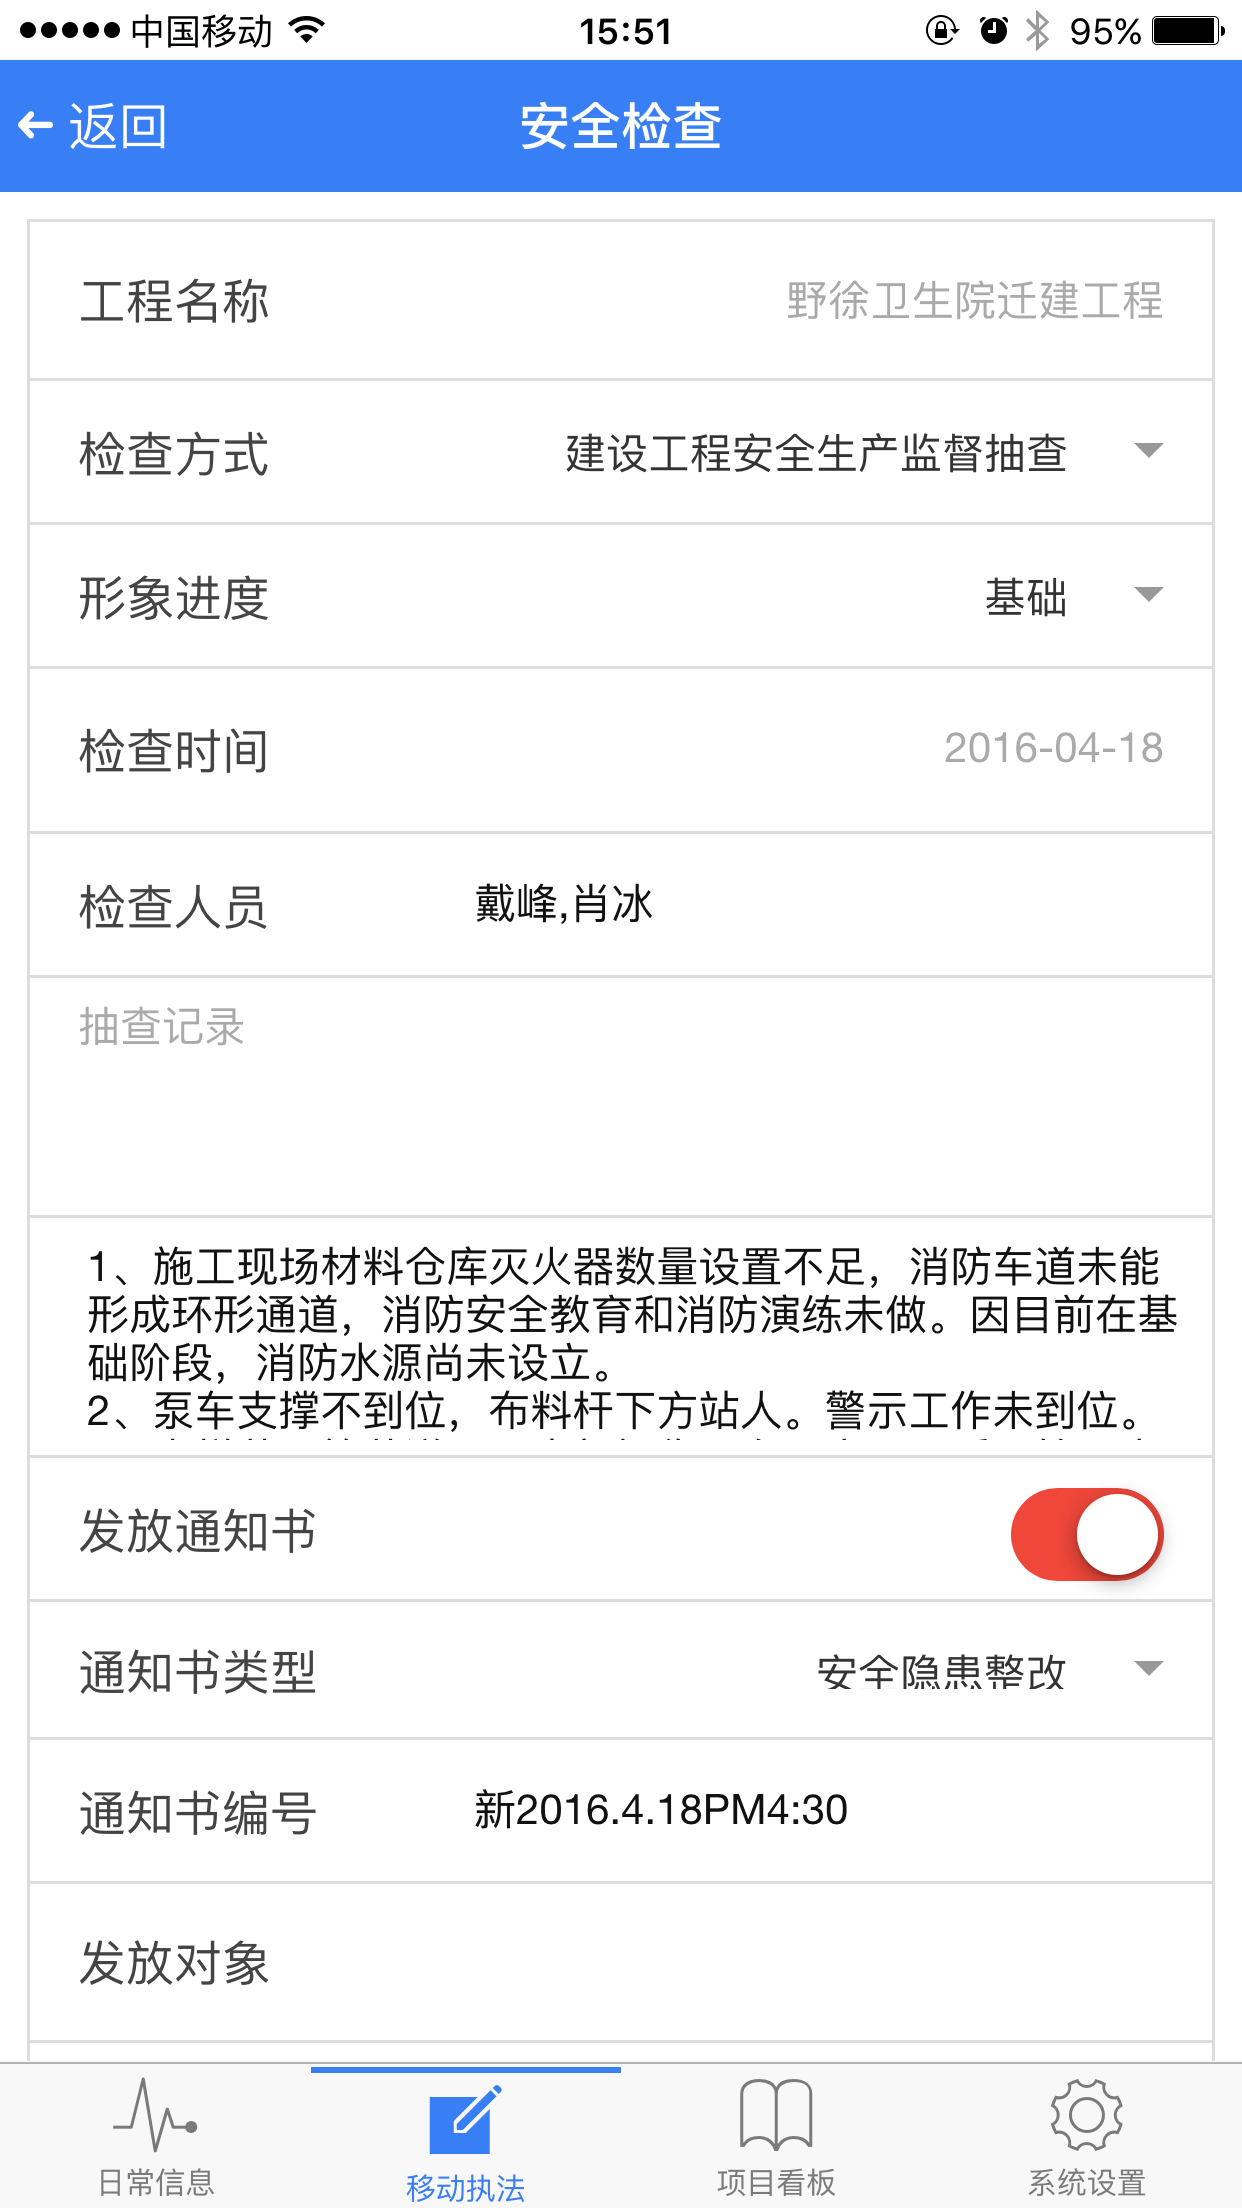 中国移动 15:51 95%
返回 安全检查
工程名称 野徐卫生院迁建工程
检查方式 建设工程安全生产监督抽查
形象进度 基础
检查时间 2016-04-18
检查人员 戴峰,肖冰
抽查记录
1、施工现场材料仓库灭火器数量设置不足，消防车道未能
形成环形通道，消防安全教育和消防演练未做。因目前在基
础阶段，消防水源尚未设立。
2、泵车支撑不到位，布料杆下方站人。警示工作未到位。
发放通知书
通知书类型 安全隐患整改
通知书编号 新2016.4.18PM4:30
发放对象
日常信息 移动执法 项目看板 系统设置